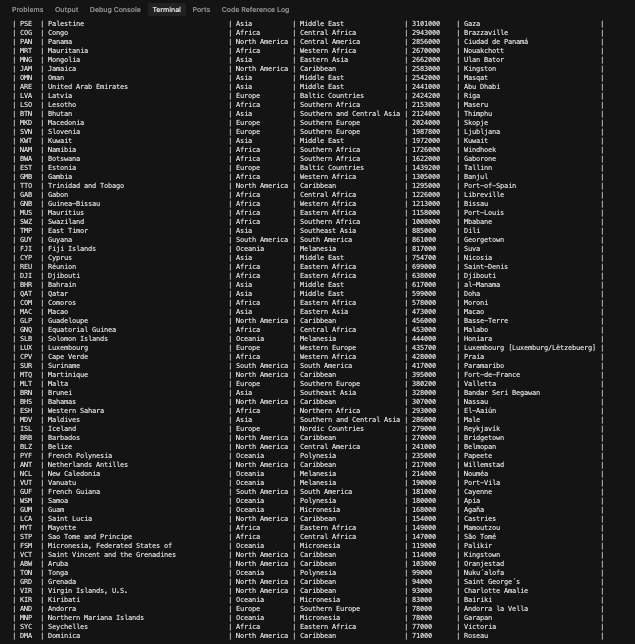 Problems Output Debug Console Terminal Ports Code Reference Log
| PSE | Palestine | Asia | Middle East | 3101000 | Gaza |
| COG | Congo | Africa | Central Africa | 2943000 | Brazzaville |
| PAN | Panama | North America | Central America | 2856000 | Ciudad de Panamá |
| MRT | Mauritania | Africa | Western Africa | 2670000 | Nouakchott |
| MNG | Mongolia | Asia | Eastern Asia | 2662000 | Ulan Bator |
| JAM | Jamaica | North America | Caribbean | 2583000 | Kingston |
| OMN | Oman | Asia | Middle East | 2542000 | Masqat |
| ARE | United Arab Emirates | Asia | Middle East | 2441000 | Abu Dhabi |
| LVA | Latvia | Europe | Baltic Countries | 2424200 | Riga |
| LSO | Lesotho | Africa | Southern Africa | 2153000 | Maseru |
| BTN | Bhutan | Asia | Southern and Central Asia | 2124000 | Thimphu |
| MKD | Macedonia | Europe | Southern Europe | 2024000 | Skopje |
| SVN | Slovenia | Europe | Southern Europe | 1987800 | Ljubljana |
| KWT | Kuwait | Asia | Middle East | 1972000 | Kuwait |
| NAM | Namibia | Africa | Southern Africa | 1726000 | Windhoek |
| BWA | Botswana | Africa | Southern Africa | 1622000 | Gaborone |
| EST | Estonia | Europe | Baltic Countries | 1439200 | Tallinn |
| GMB | Gambia | Africa | Western Africa | 1305000 | Banjul |
| TTO | Trinidad and Tobago | North America | Caribbean | 1295000 | Port-of-Spain |
| GAB | Gabon | Africa | Central Africa | 1226000 | Libreville |
| GNB | Guinea-Bissau | Africa | Western Africa | 1213000 | Bissau |
| MUS | Mauritius | Africa | Eastern Africa | 1158000 | Port-Louis |
| SWZ | Swaziland | Africa | Southern Africa | 1008000 | Mbabane |
| TMP | East Timor | Asia | Southeast Asia | 885000 | Dili |
| GUY | Guyana | South America | South America | 861000 | Georgetown |
| FJI | Fiji Islands | Oceania | Melanesia | 817000 | Suva |
| CYP | Cyprus | Asia | Middle East | 754700 | Nicosia |
| REU | Réunion | Africa | Eastern Africa | 699000 | Saint-Denis |
| DJI | Djibouti | Africa | Eastern Africa | 638000 | Djibouti |
| BHR | Bahrain | Asia | Middle East | 617000 | al-Manama |
| QAT | Qatar | Asia | Middle East | 599000 | Doha |
| COM | Comoros | Africa | Eastern Africa | 578000 | Moroni |
| MAC | Macao | Asia | Eastern Asia | 473000 | Macao |
| GLP | Guadeloupe | North America | Caribbean | 456000 | Basse-Terre |
| GNQ | Equatorial Guinea | Africa | Central Africa | 453000 | Malabo |
| SLB | Solomon Islands | Oceania | Melanesia | 444000 | Honiara |
| LUX | Luxembourg | Europe | Western Europe | 435700 | Luxembourg [Luxemburg/Lëtzebuerg] |
| CPV | Cape Verde | Africa | Western Africa | 428000 | Praia |
| SUR | Suriname | South America | South America | 417000 | Paramaribo |
| MTQ | Martinique | North America | Caribbean | 395000 | Fort-de-France |
| MLT | Malta | Europe | Southern Europe | 380200 | Valletta |
| BRN | Brunei | Asia | Southeast Asia | 328000 | Bandar Seri Begawan |
| BHS | Bahamas | North America | Caribbean | 307000 | Nassau |
| ESH | Western Sahara | Africa | Northern Africa | 293000 | El-Aaiún |
| MDV | Maldives | Asia | Southern and Central Asia | 286000 | Male |
| ISL | Iceland | Europe | Nordic Countries | 279000 | Reykjavík |
| BRB | Barbados | North America | Caribbean | 270000 | Bridgetown |
| BLZ | Belize | North America | Central America | 241000 | Belmopan |
| PYF | French Polynesia | Oceania | Polynesia | 235000 | Papeete |
| ANT | Netherlands Antilles | North America | Caribbean | 217000 | Willemstad |
| NCL | New Caledonia | Oceania | Melanesia | 214000 | Nouméa |
| VUT | Vanuatu | Oceania | Melanesia | 190000 | Port-Vila |
| GUF | French Guiana | South America | South America | 181000 | Cayenne |
| WSM | Samoa | Oceania | Polynesia | 180000 | Apia |
| GUM | Guam | Oceania | Micronesia | 168000 | Agaña |
| LCA | Saint Lucia | North America | Caribbean | 154000 | Castries |
| MYT | Mayotte | Africa | Eastern Africa | 149000 | Mamoutzou |
| STP | Sao Tome and Principe | Africa | Central Africa | 147000 | São Tomé |
| FSM | Micronesia, Federated States of | Oceania | Micronesia | 119000 | Palikir |
| VCT | Saint Vincent and the Grenadines | North America | Caribbean | 114000 | Kingstown |
| ABW | Aruba | North America | Caribbean | 103000 | Oranjestad |
| TON | Tonga | Oceania | Polynesia | 99000 | Nuku´alofa |
| GRD | Grenada | North America | Caribbean | 94000 | Saint George´s |
| VIR | Virgin Islands, U.S. | North America | Caribbean | 93000 | Charlotte Amalie |
| KIR | Kiribati | Oceania | Micronesia | 83000 | Bairiki |
| AND | Andorra | Europe | Southern Europe | 78000 | Andorra la Vella |
| MNP | Northern Mariana Islands | Oceania | Micronesia | 78000 | Garapan |
| SYC | Seychelles | Africa | Eastern Africa | 77000 | Victoria |
| DMA | Dominica | North America | Caribbean | 71000 | Roseau |